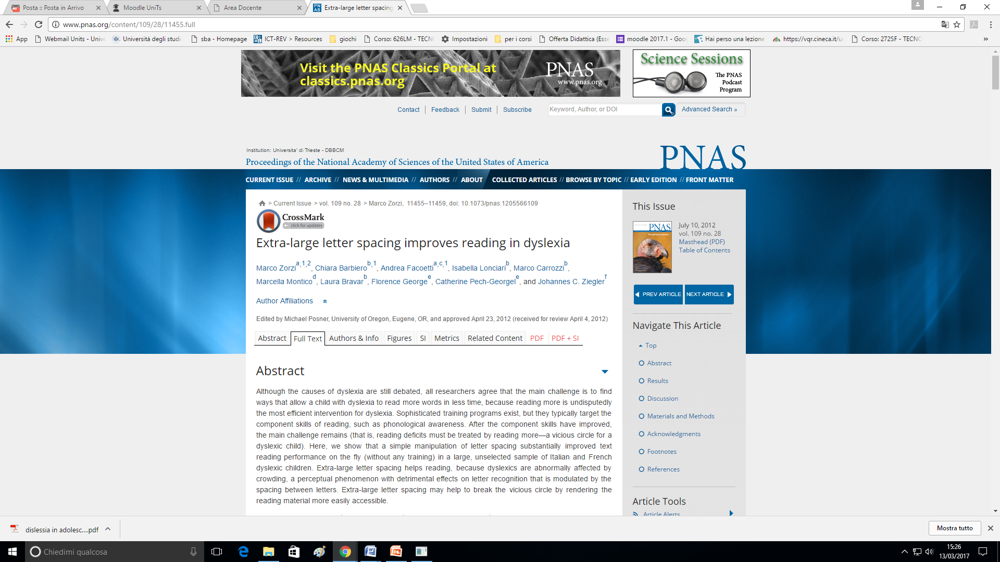 Posta :: Posta in Arrivo
Moodle UniTs
Area Docente
Extra-large letter spacing
www.pnas.org/content/109/28/11455.full
App
Webmail Units - Unive
Università degli studi
sba - Homepage
ICT-REV > Resources
giochi
Corso: 626LM - TECNO
Impostazioni
per i corsi
Offerta Didattica (Esse
moodle 2017.1 - Goog
Hai perso una lezione
https://vqr.cineca.it/us
Corso: 272SF - TECNO
»
Visit the PNAS Classics Portal at
classics.pnas.org
PNAS
www.pnas.org
Science Sessions
The PNAS
Podcast
Program
Contact
Feedback
Submit
Subscribe
Keyword, Author, or DOI
Advanced Search »
Institution: Universita' di Trieste - DBBCM
Proceedings of the National Academy of Sciences of the United States of America
PNAS
CURRENT ISSUE // ARCHIVE // NEWS & MULTIMEDIA // AUTHORS // ABOUT COLLECTED ARTICLES // BROWSE BY TOPIC // EARLY EDITION // FRONT MATTER
> Current Issue > vol. 109 no. 28 > Marco Zorzi, 11455–11459, doi: 10.1073/pnas.1205566109
CrossMark
click for updates
Extra-large letter spacing improves reading in dyslexia
Marco Zorzia,1,2, Chiara Barbierob,1, Andrea Facoettia,c,1, Isabella Lonciarib, Marco Carrozzib,
Marcella Monticod, Laura Bravarb, Florence Georgee, Catherine Pech-Georgele, and Johannes C. Zieglerf
Author Affiliations
Edited by Michael Posner, University of Oregon, Eugene, OR, and approved April 23, 2012 (received for review April 4, 2012)
Abstract
Full Text
Authors & Info
Figures
SI
Metrics
Related Content
PDF
PDF + SI
Abstract
Although the causes of dyslexia are still debated, all researchers agree that the main challenge is to find
ways that allow a child with dyslexia to read more words in less time, because reading more is undisputedly
the most efficient intervention for dyslexia. Sophisticated training programs exist, but they typically target the
component skills of reading, such as phonological awareness. After the component skills have improved,
the main challenge remains (that is, reading deficits must be treated by reading more—a vicious circle for a
dyslexic child). Here, we show that a simple manipulation of letter spacing substantially improved text
reading performance on the fly (without any training) in a large, unselected sample of Italian and French
dyslexic children. Extra-large letter spacing helps reading, because dyslexics are abnormally affected by
crowding, a perceptual phenomenon with detrimental effects on letter recognition that is modulated by the
spacing between letters. Extra-large letter spacing may help to break the vicious circle by rendering the
reading material more easily accessible.
This Issue
PNAS
July 10, 2012
vol. 109 no. 28
Masthead (PDF)
Table of Contents
PREV ARTICLE
NEXT ARTICLE
Navigate This Article
Top
Abstract
Results
Discussion
Materials and Methods
Acknowledgments
Footnotes
References
Article Tools
Article Alerts
dislessia in adolesc....pdf
Mostra tutto
Chiedimi qualcosa
15:26
13/03/2017